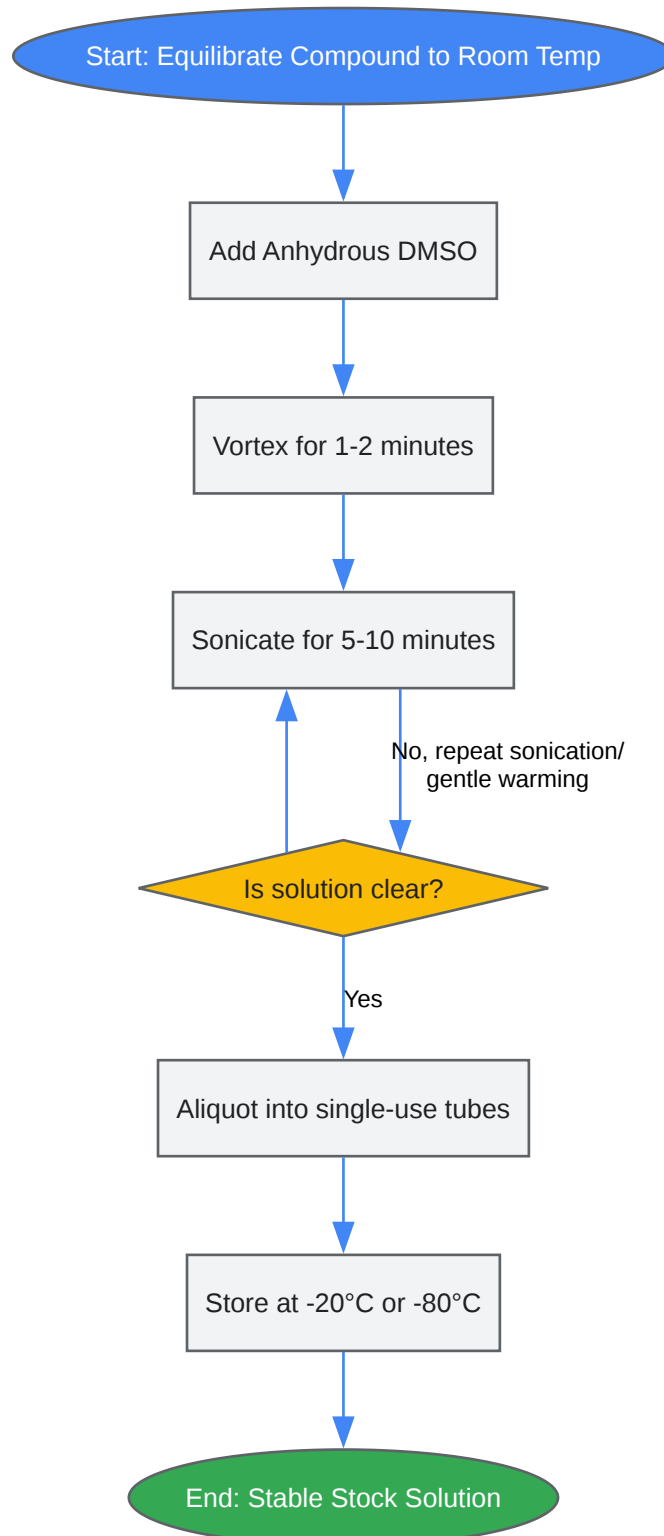 Start: Equilibrate Compound to Room Temp
Add Anhydrous DMSO
Vortex for 1-2 minutes
Sonicate for 5-10 minutes
No, repeat sonication/
gentle warming
Is solution clear?
Yes
Aliquot into single-use tubes
Store at -20°C or -80°C
End: Stable Stock Solution